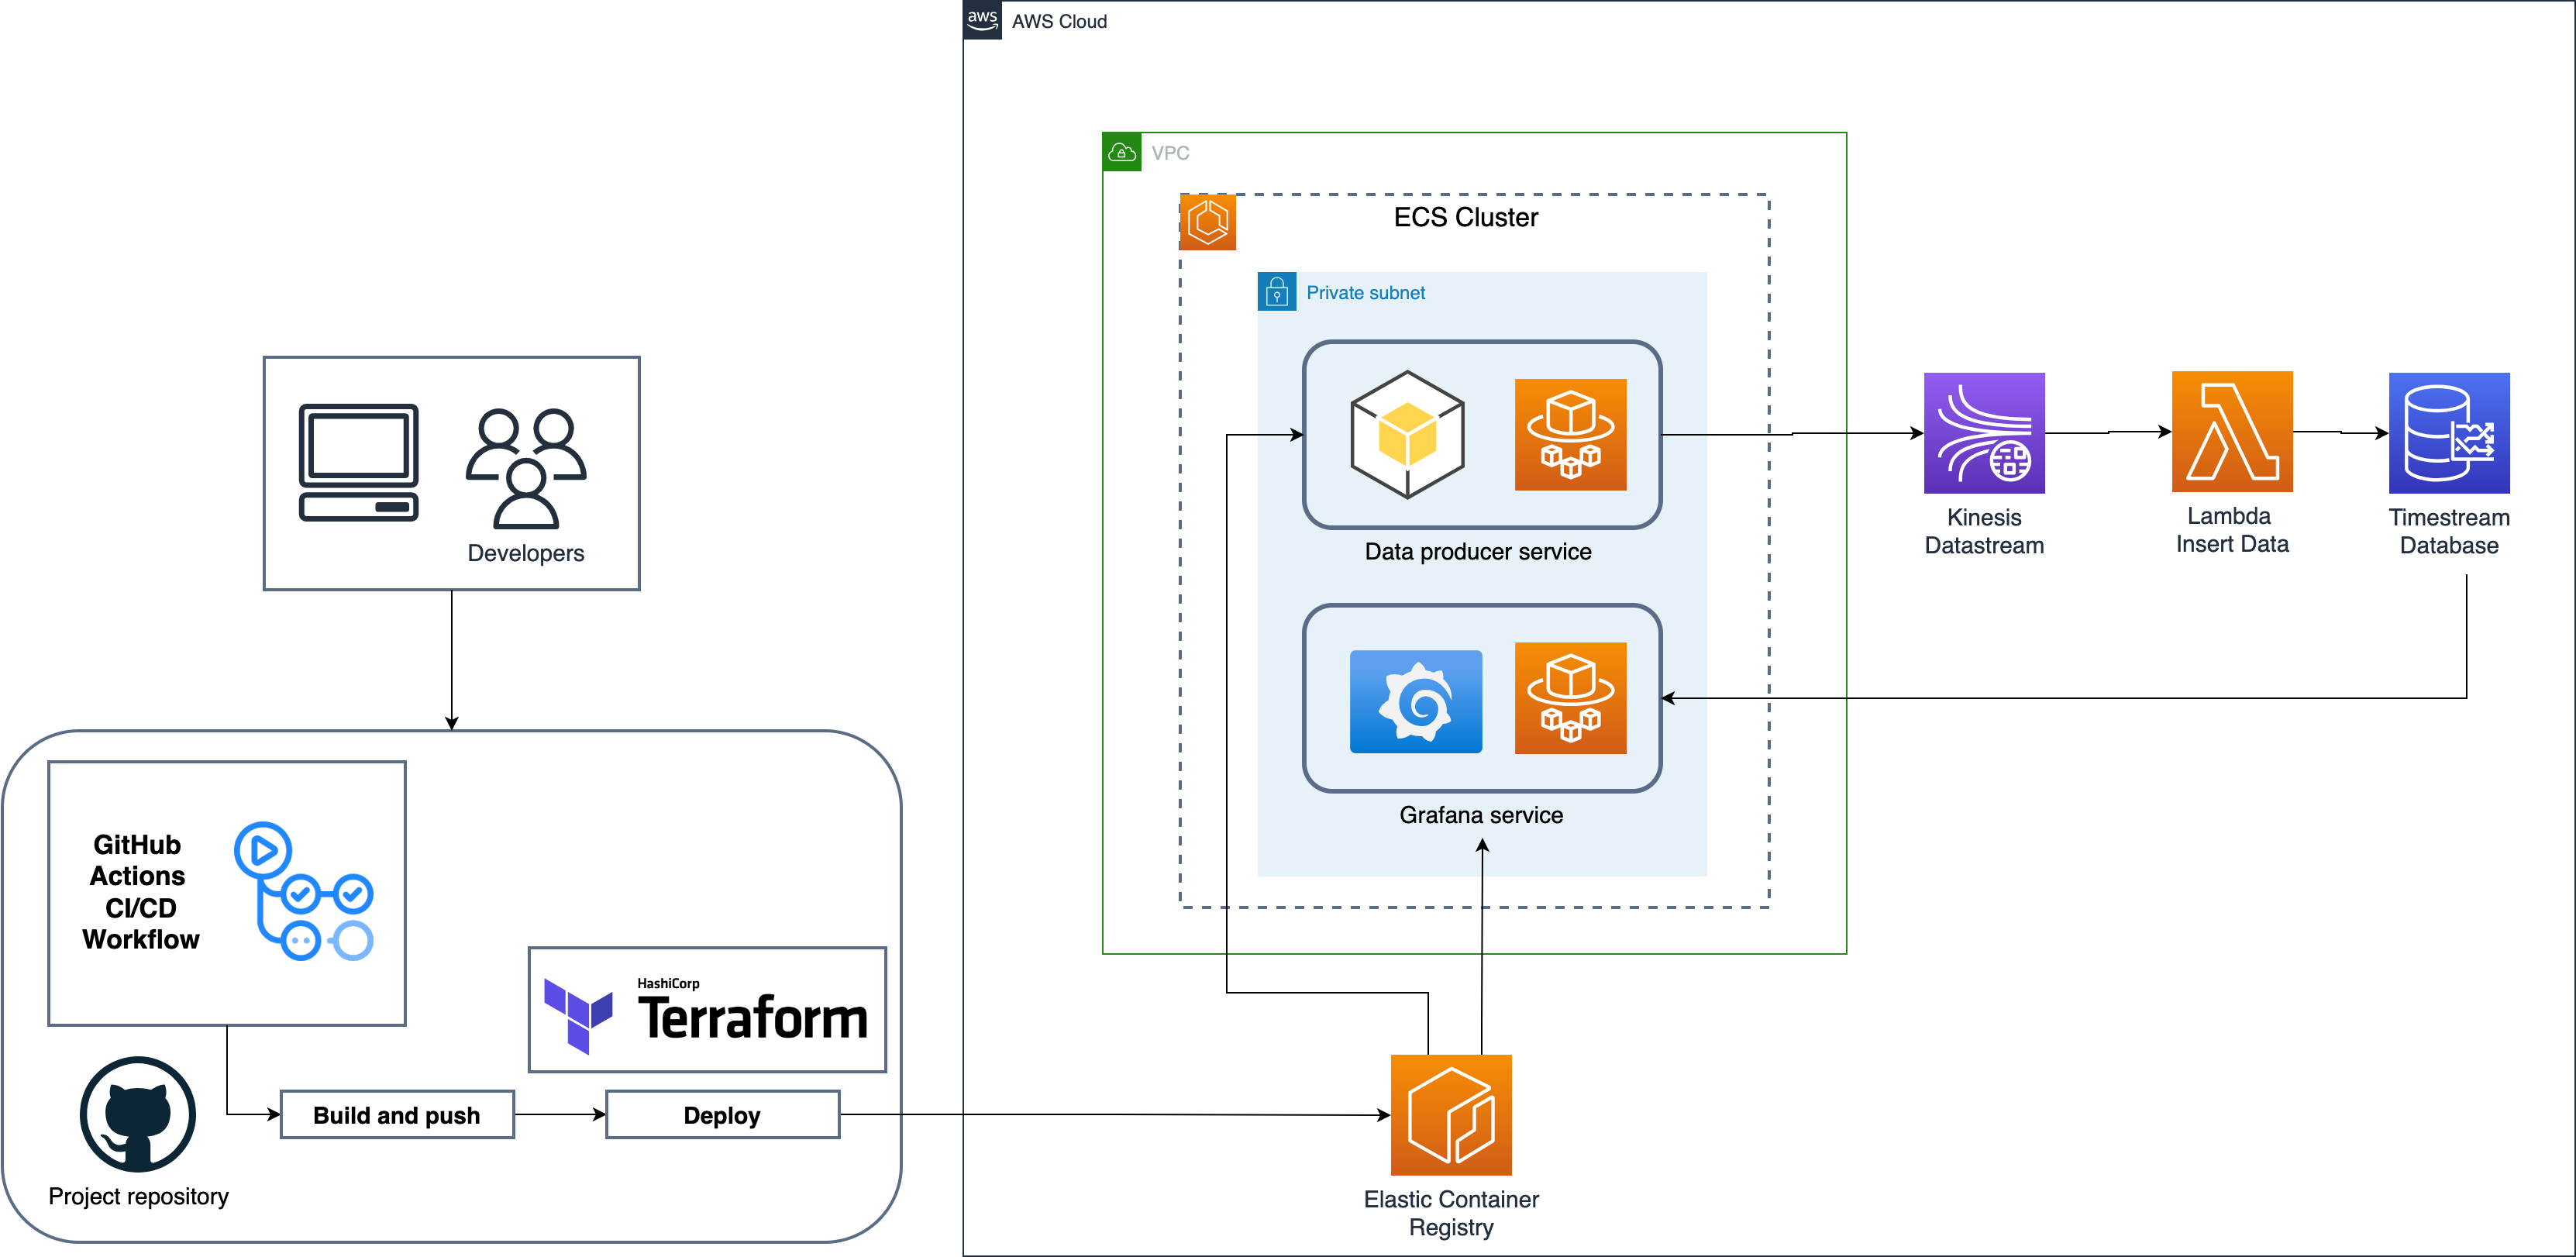 aws
AWS Cloud
VPC
ECS Cluster
Private subnet
Data producer service
Grafana service
Kinesis
Datastream
Lambda
Insert Data
Timestream
Database
Developers
GitHub
Actions
CI/CD
Workflow
HashiCorp
Terraform
Build and push
Deploy
Project repository
Elastic Container
Registry